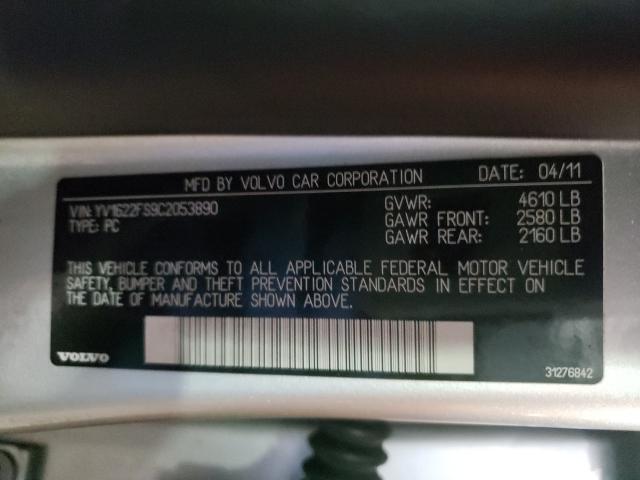 MFD BY VOLVO CAR CORPORATION DATE: 04/11
VIN: YV1622FS9C2053890 GVWR: 4610 LB
TYPE: PC GAWR FRONT: 2580 LB
GAWR REAR: 2160 LB
THIS VEHICLE CONFORMS TO ALL APPLICABLE FEDERAL MOTOR VEHICLE
SAFETY, BUMPER AND THEFT PREVENTION STANDARDS IN EFFECT ON
THE DATE OF MANUFACTURE SHOWN ABOVE.
VOLVO 31276842